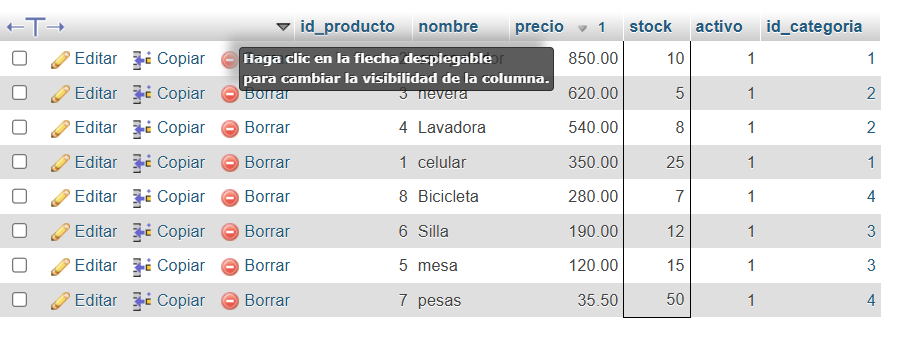 id_producto nombre precio 1 stock activo id_categoria
Editar Copiar 850.00 10 1 1
Haga clic en la flecha desplegable
para cambiar la visibilidad de la columna.
Editar Copiar Borrar 3 nevera 620.00 5 1 2
Editar Copiar Borrar 4 Lavadora 540.00 8 1 2
Editar Copiar Borrar 1 celular 350.00 25 1 1
Editar Copiar Borrar 8 Bicicleta 280.00 7 1 4
Editar Copiar Borrar 6 Silla 190.00 12 1 3
Editar Copiar Borrar 5 mesa 120.00 15 1 3
Editar Copiar Borrar 7 pesas 35.50 50 1 4